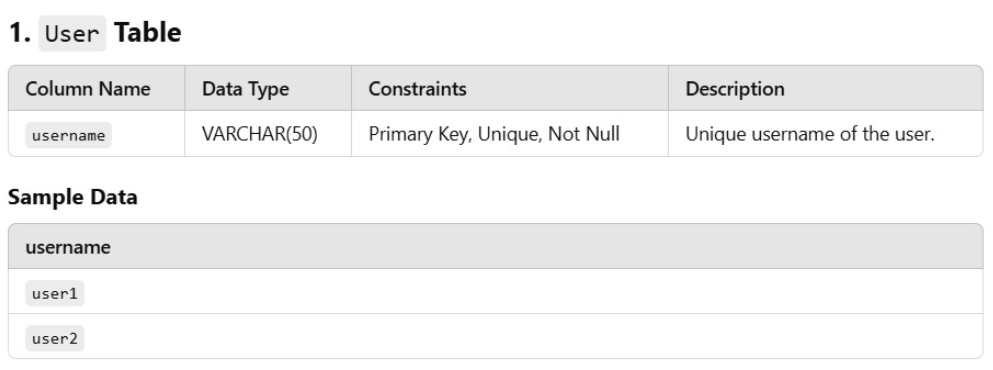 1. User Table
Column Name Data Type Constraints Description
username VARCHAR(50) Primary Key, Unique, Not Null Unique username of the user.
Sample Data
username
user1
user2